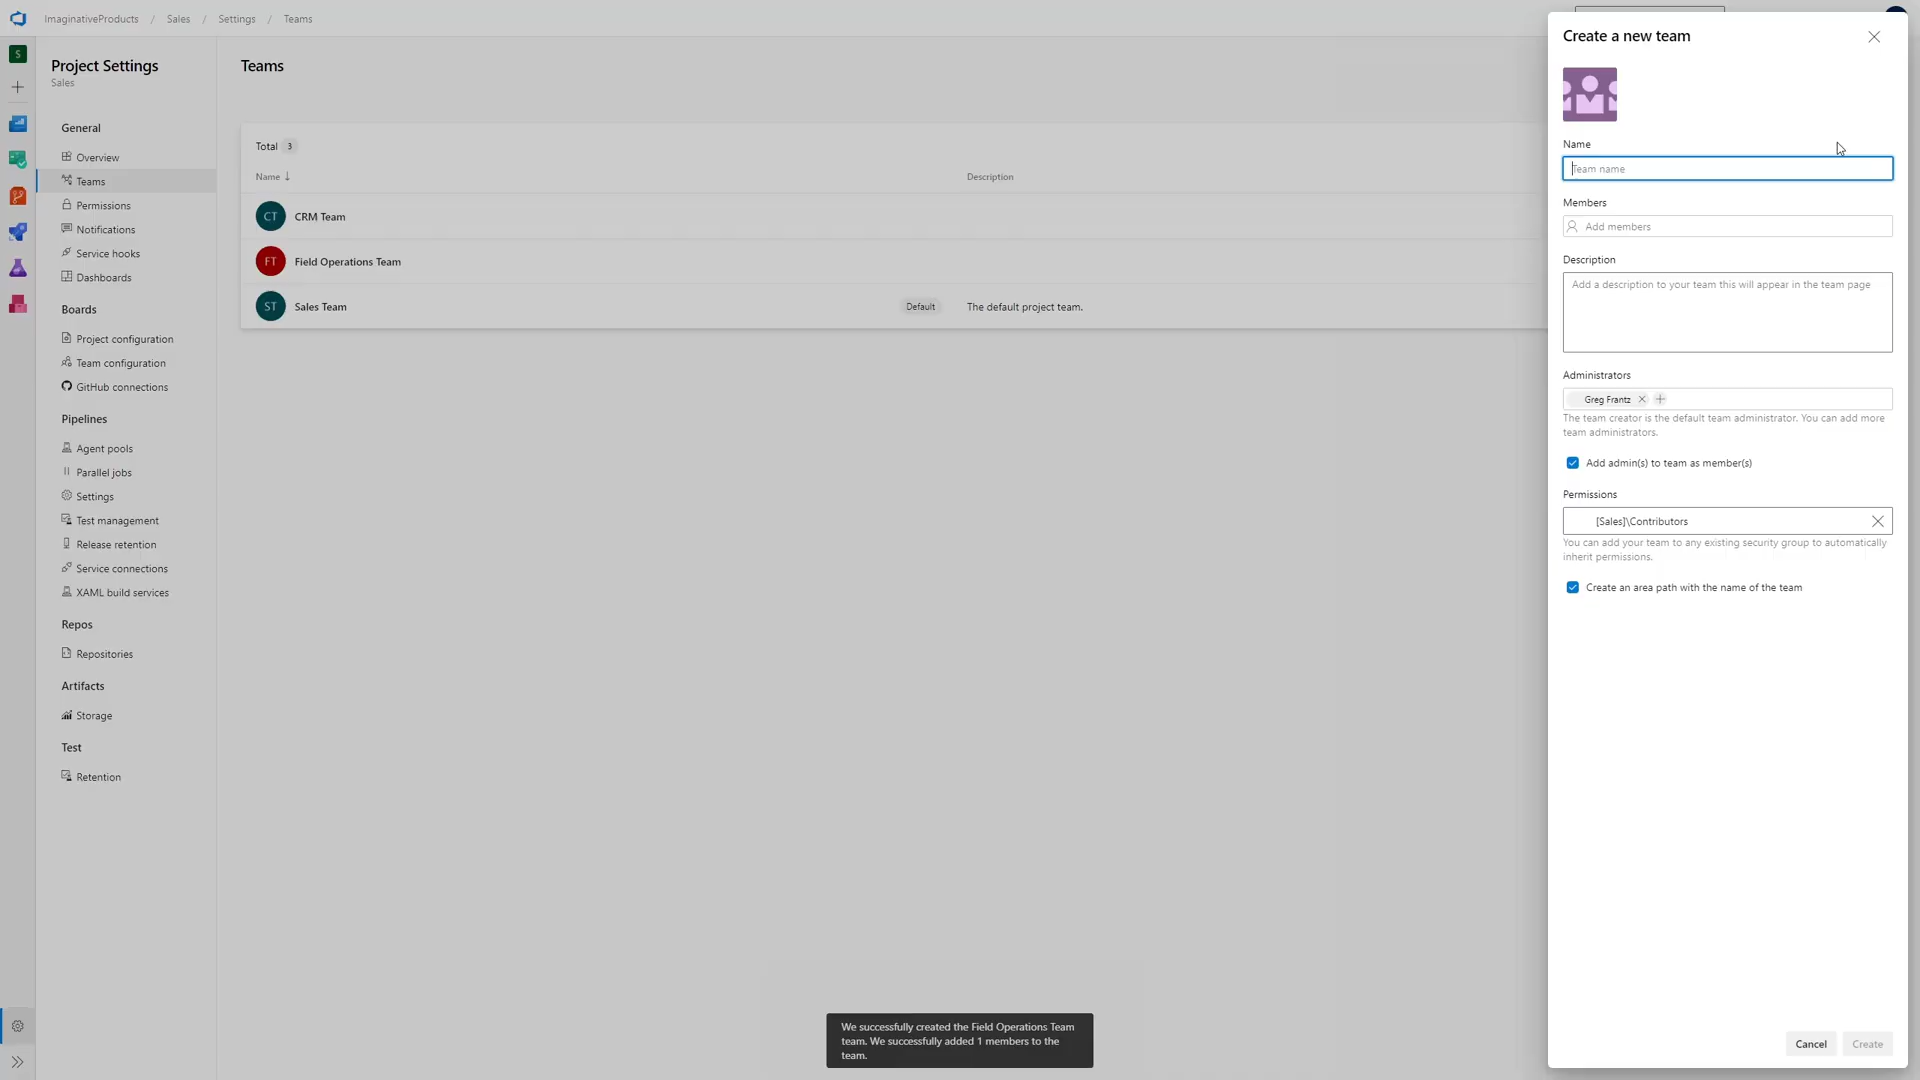 ImaginativeProducts / Sales / Settings / Teams
S
Project Settings
Sales
General
Overview
Teams
Permissions
Notifications
Service hooks
Dashboards
Boards
Project configuration
Team configuration
GitHub connections
Pipelines
Agent pools
Parallel jobs
Settings
Test management
Release retention
Service connections
XAML build services
Repos
Repositories
Artifacts
Storage
Test
Retention
Teams
Total 3
Name ↓ Description
CT CRM Team
FT Field Operations Team
ST Sales Team Default The default project team.
We successfully created the Field Operations Team
team. We successfully added 1 members to the
team.
Create a new team
Name
Team name
Members
Add members
Description
Add a description to your team this will appear in the team page
Administrators
Greg Frantz
The team creator is the default team administrator. You can add more
team administrators.
Add admin(s) to team as member(s)
Permissions
[Sales]\Contributors
You can add your team to any existing security group to automatically
inherit permissions.
Create an area path with the name of the team
Cancel Create